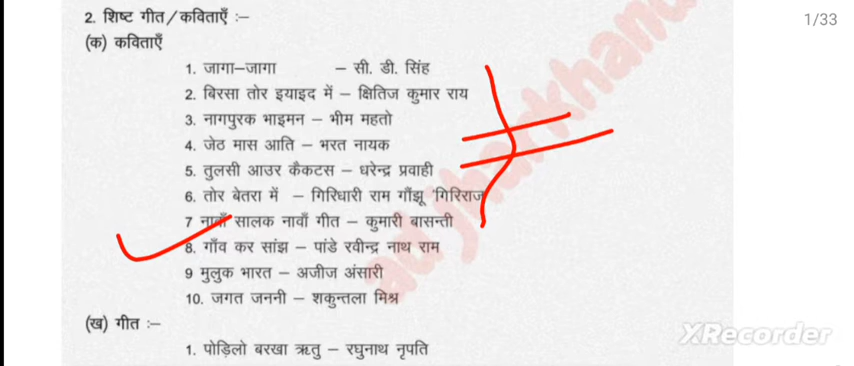 2. शिष्ट गीत/कविताएँ :–
1/33
(क) कविताएँ
1. जागा–जागा – सी. डी. सिंह
2. बिरसा तोर इयाइद में – क्षितिज कुमार राय
3. नागपुरक भाइमन – भीम महतो
4. जेठ मास आति – भरत नायक
5. तुलसी आउर कैकटस – धरेन्द्र प्रवाही
6. तोर बेतरा में – गिरिधारी राम गौंझू 'गिरिराज
7 नावाँ सालक नावाँ गीत – कुमारी बासन्ती
8. गाँव कर सांझ – पांडे रवीन्द्र नाथ राम
9 मुलुक भारत – अजीज अंसारी
10. जगत जननी – शकुन्तला मिश्र
(ख) गीत :–
1. पोड़िलो बरखा ऋतु – रघुनाथ नृपति
XRecorder